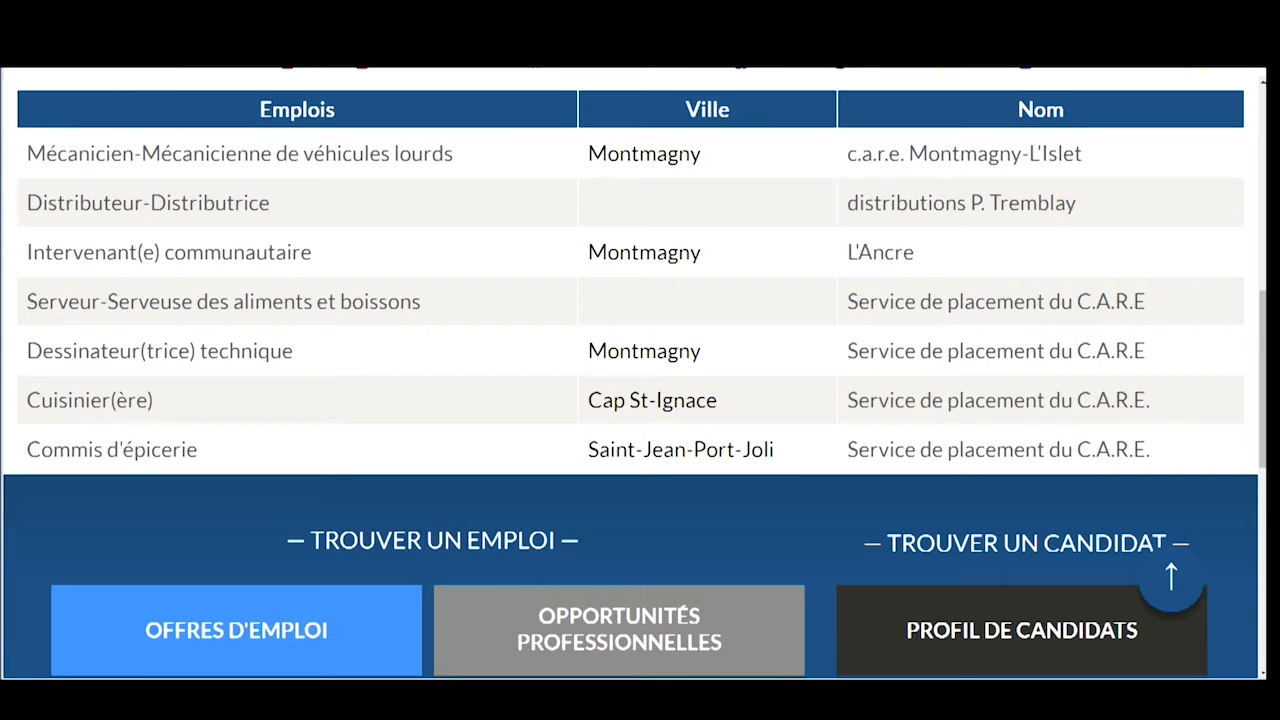 Emplois Ville Nom
Mécanicien-Mécanicienne de véhicules lourds Montmagny c.a.r.e. Montmagny-L'Islet
Distributeur-Distributrice distributions P. Tremblay
Intervenant(e) communautaire Montmagny L'Ancre
Serveur-Serveuse des aliments et boissons Service de placement du C.A.R.E
Dessinateur(trice) technique Montmagny Service de placement du C.A.R.E
Cuisinier(ère) Cap St-Ignace Service de placement du C.A.R.E.
Commis d'épicerie Saint-Jean-Port-Joli Service de placement du C.A.R.E.
— TROUVER UN EMPLOI — — TROUVER UN CANDIDAT —
OFFRES D'EMPLOI
OPPORTUNITÉS
PROFESSIONNELLES
PROFIL DE CANDIDATS